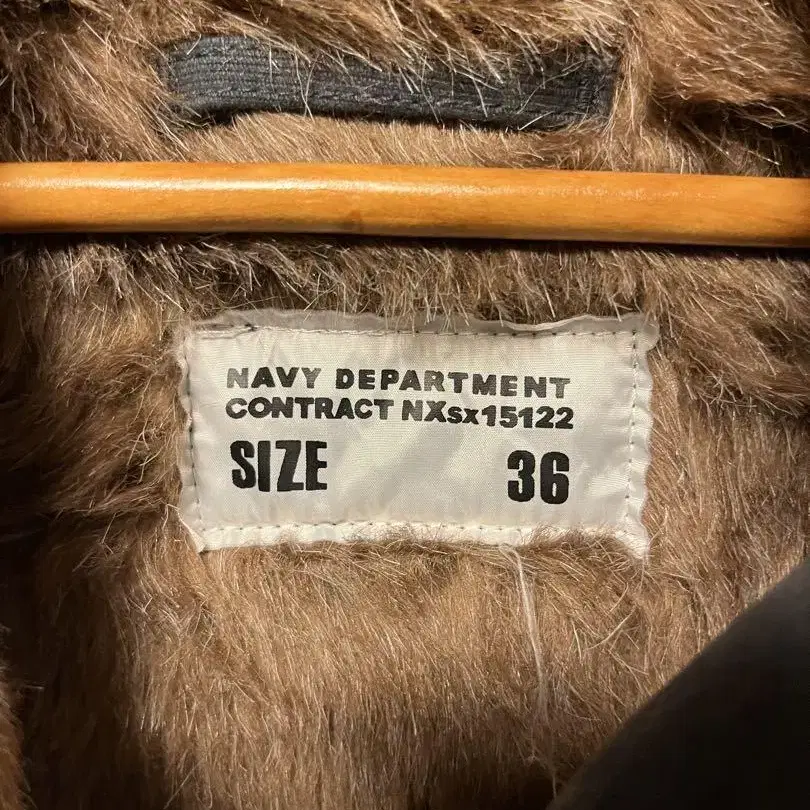 NAVY DEPARTMENT
CONTRACT NXsx15122
SIZE 36